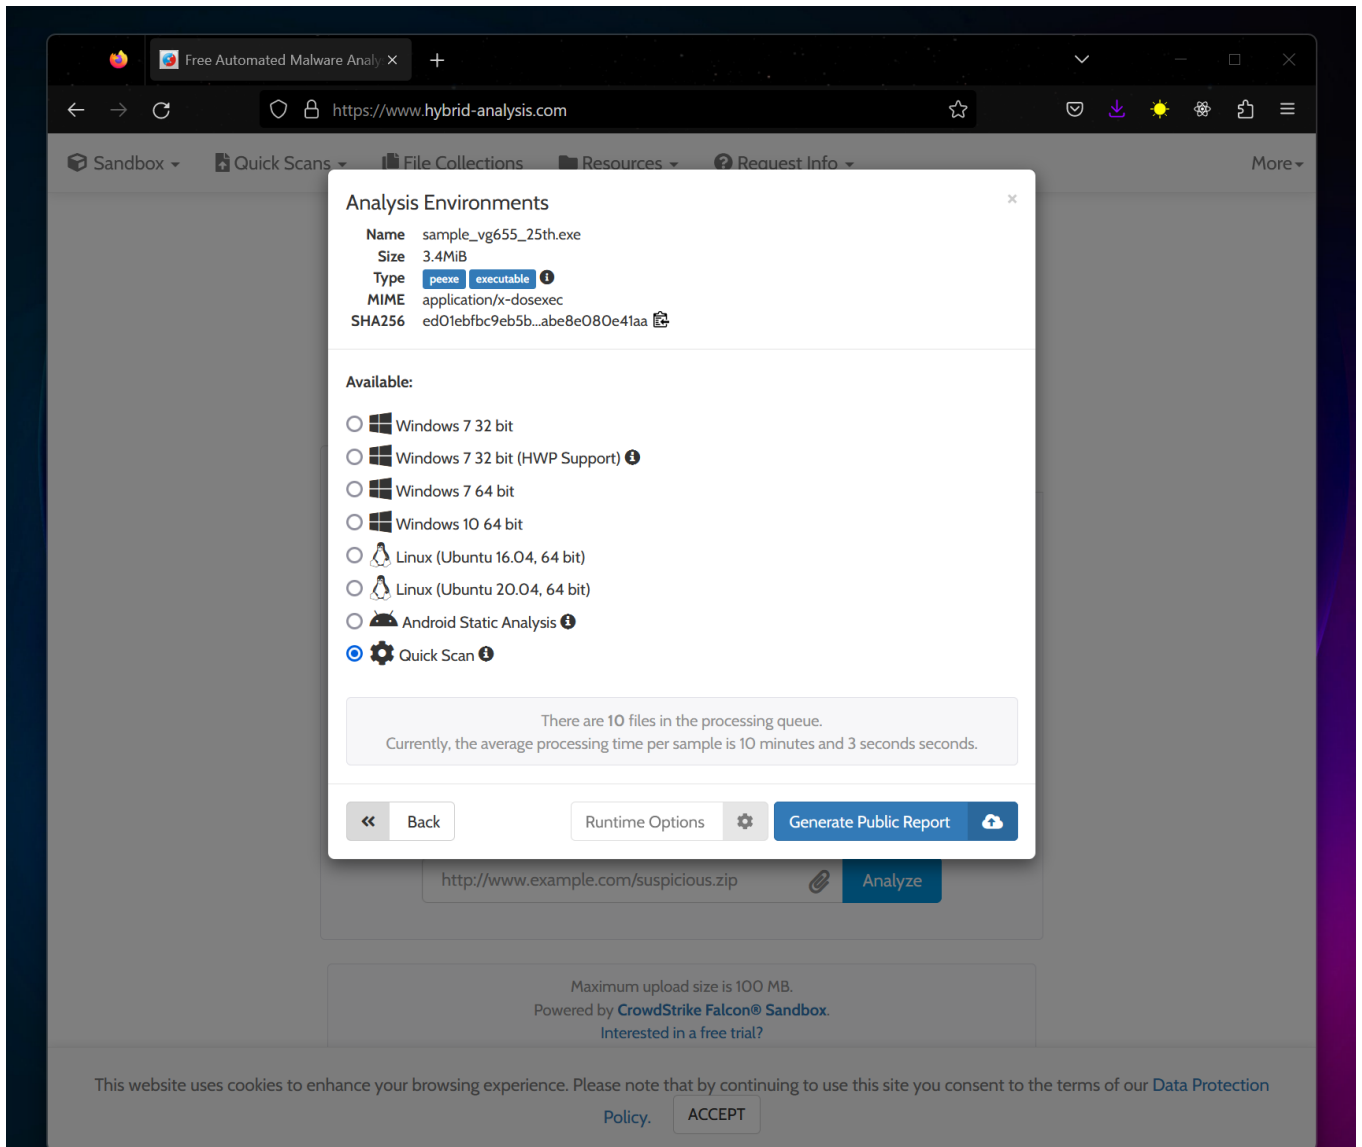 Free Automated Malware Analy
https://www.hybrid-analysis.com
Sandbox
Quick Scans
File Collections
Resources
Request Info
More
Analysis Environments
Name sample_vg655_25th.exe
Size 3.4MiB
Type peexe executable
MIME application/x-dosexec
SHA256 ed01ebfbc9eb5b...abe8e080e41aa
Available:
Windows 7 32 bit
Windows 7 32 bit (HWP Support)
Windows 7 64 bit
Windows 10 64 bit
Linux (Ubuntu 16.04, 64 bit)
Linux (Ubuntu 20.04, 64 bit)
Android Static Analysis
Quick Scan
There are 10 files in the processing queue.
Currently, the average processing time per sample is 10 minutes and 3 seconds seconds.
Back
Runtime Options
Generate Public Report
http://www.example.com/suspicious.zip
Analyze
Maximum upload size is 100 MB.
Powered by CrowdStrike Falcon® Sandbox.
Interested in a free trial?
This website uses cookies to enhance your browsing experience. Please note that by continuing to use this site you consent to the terms of our Data Protection
Policy.
ACCEPT